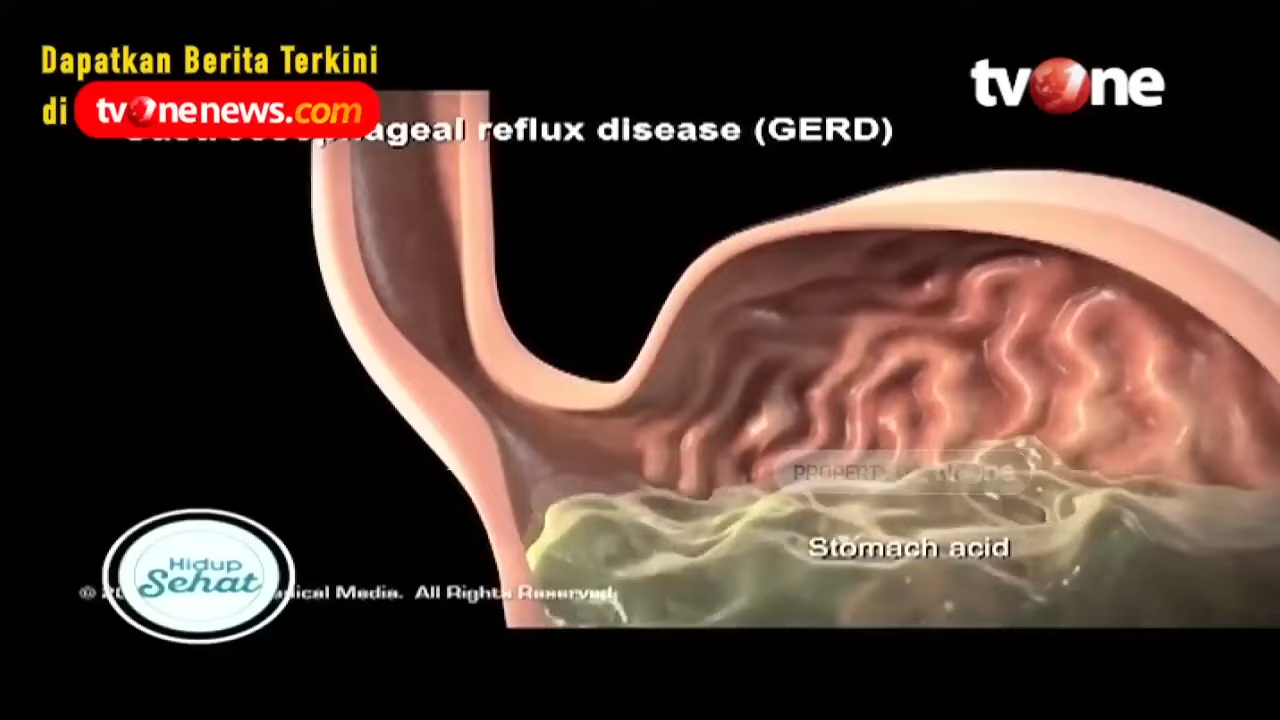 Dapatkan Berita Terkini
di tvOnenews.com
tvOne
reflux disease (GERD)
Stomach acid
Hidup
Sehat
Media. All Rights Reserved.